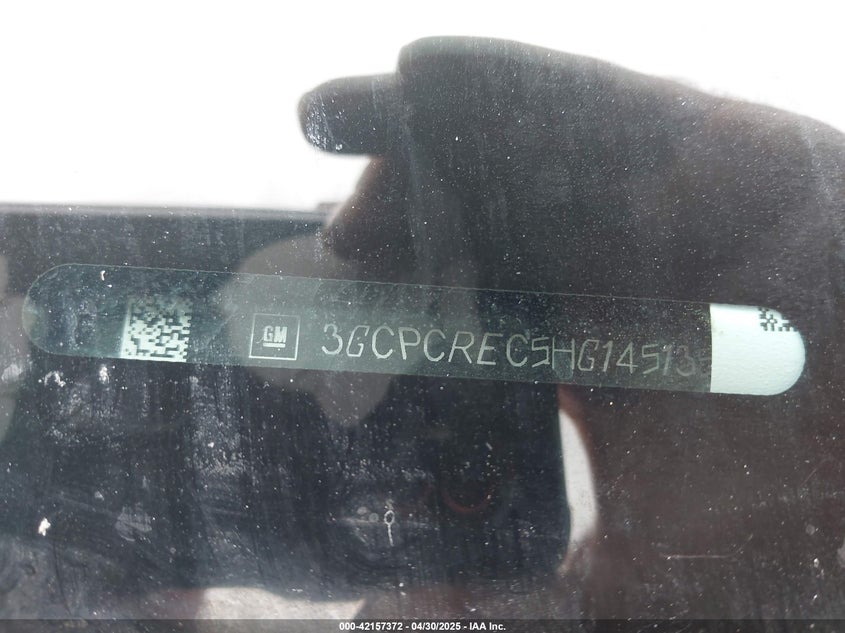 GM 3GCPCREC5HG14513
000-42157372 - 04/30/2025 - IAA Inc.